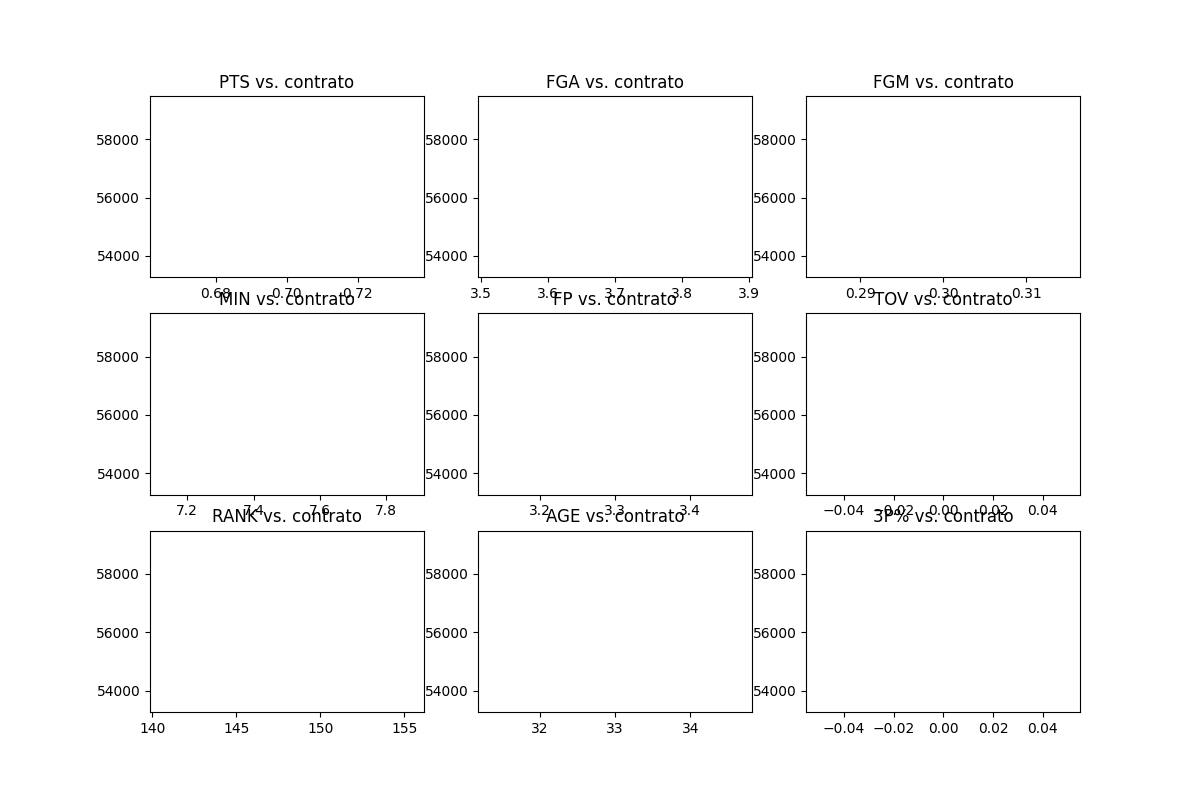 PTS vs. contrato
FGA vs. contrato
FGM vs. contrato
58000
56000
54000
58000
56000
54000
58000
56000
54000
0.68 0.70 0.72
3.5 3.6 3.7 3.8 3.9
0.29 0.30 0.31
MIN vs. contrato
FP vs. contrato
TOV vs. contrato
58000
56000
54000
58000
56000
54000
58000
56000
54000
7.2 7.4 7.6 7.8
3.2 3.3 3.4
−0.04 −0.02 0.00 0.02 0.04
RANK vs. contrato
AGE vs. contrato
3P% vs. contrato
58000
56000
54000
58000
56000
54000
58000
56000
54000
140 145 150 155
32 33 34
−0.04 −0.02 0.00 0.02 0.04